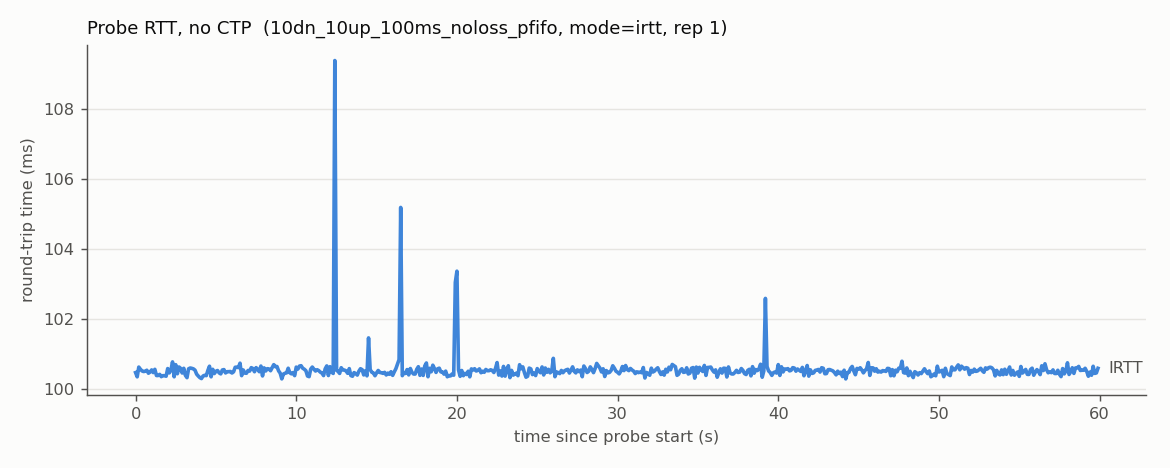 Probe RTT, no CTP  (10dn_10up_100ms_noloss_pfifo, mode=irtt, rep 1)
round-trip time (ms)
108
106
104
102
100
IRTT
0 10 20 30 40 50 60
time since probe start (s)